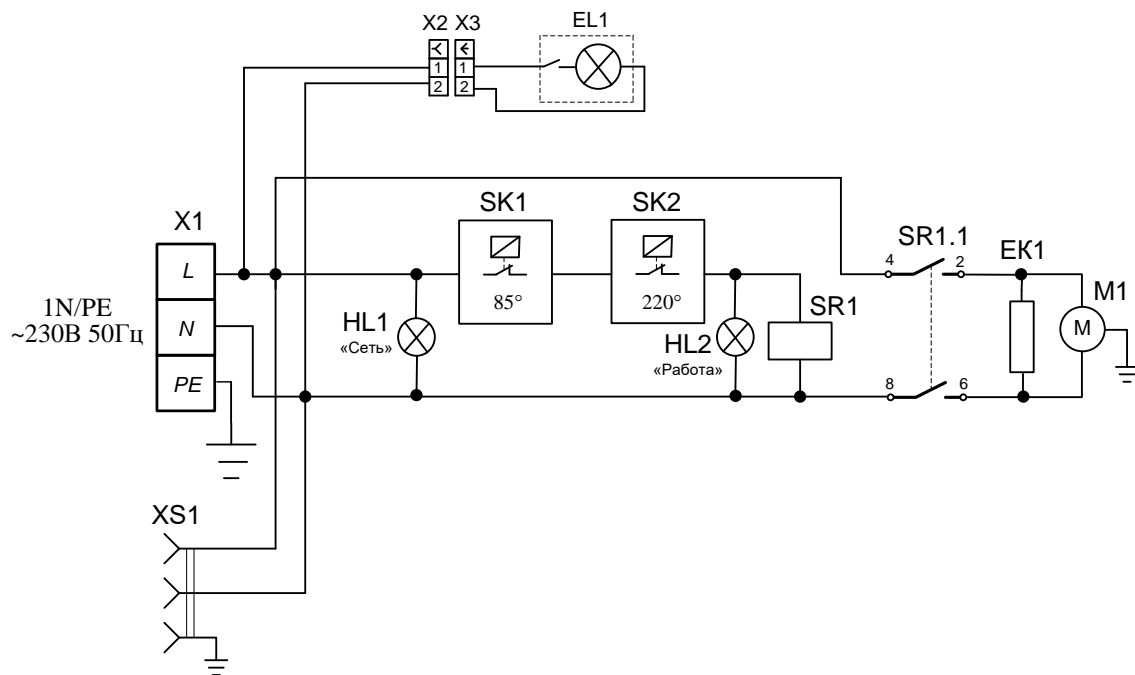 X2 X3 EL1
1 1
2 2
X1 SK1 SK2 SR1.1 ЕК1
L 4 2 M1
1N/PE 85° 220° SR1
~230В 50Гц N HL1 HL2 M
«Сеть» «Работа»
PE 8 6
XS1